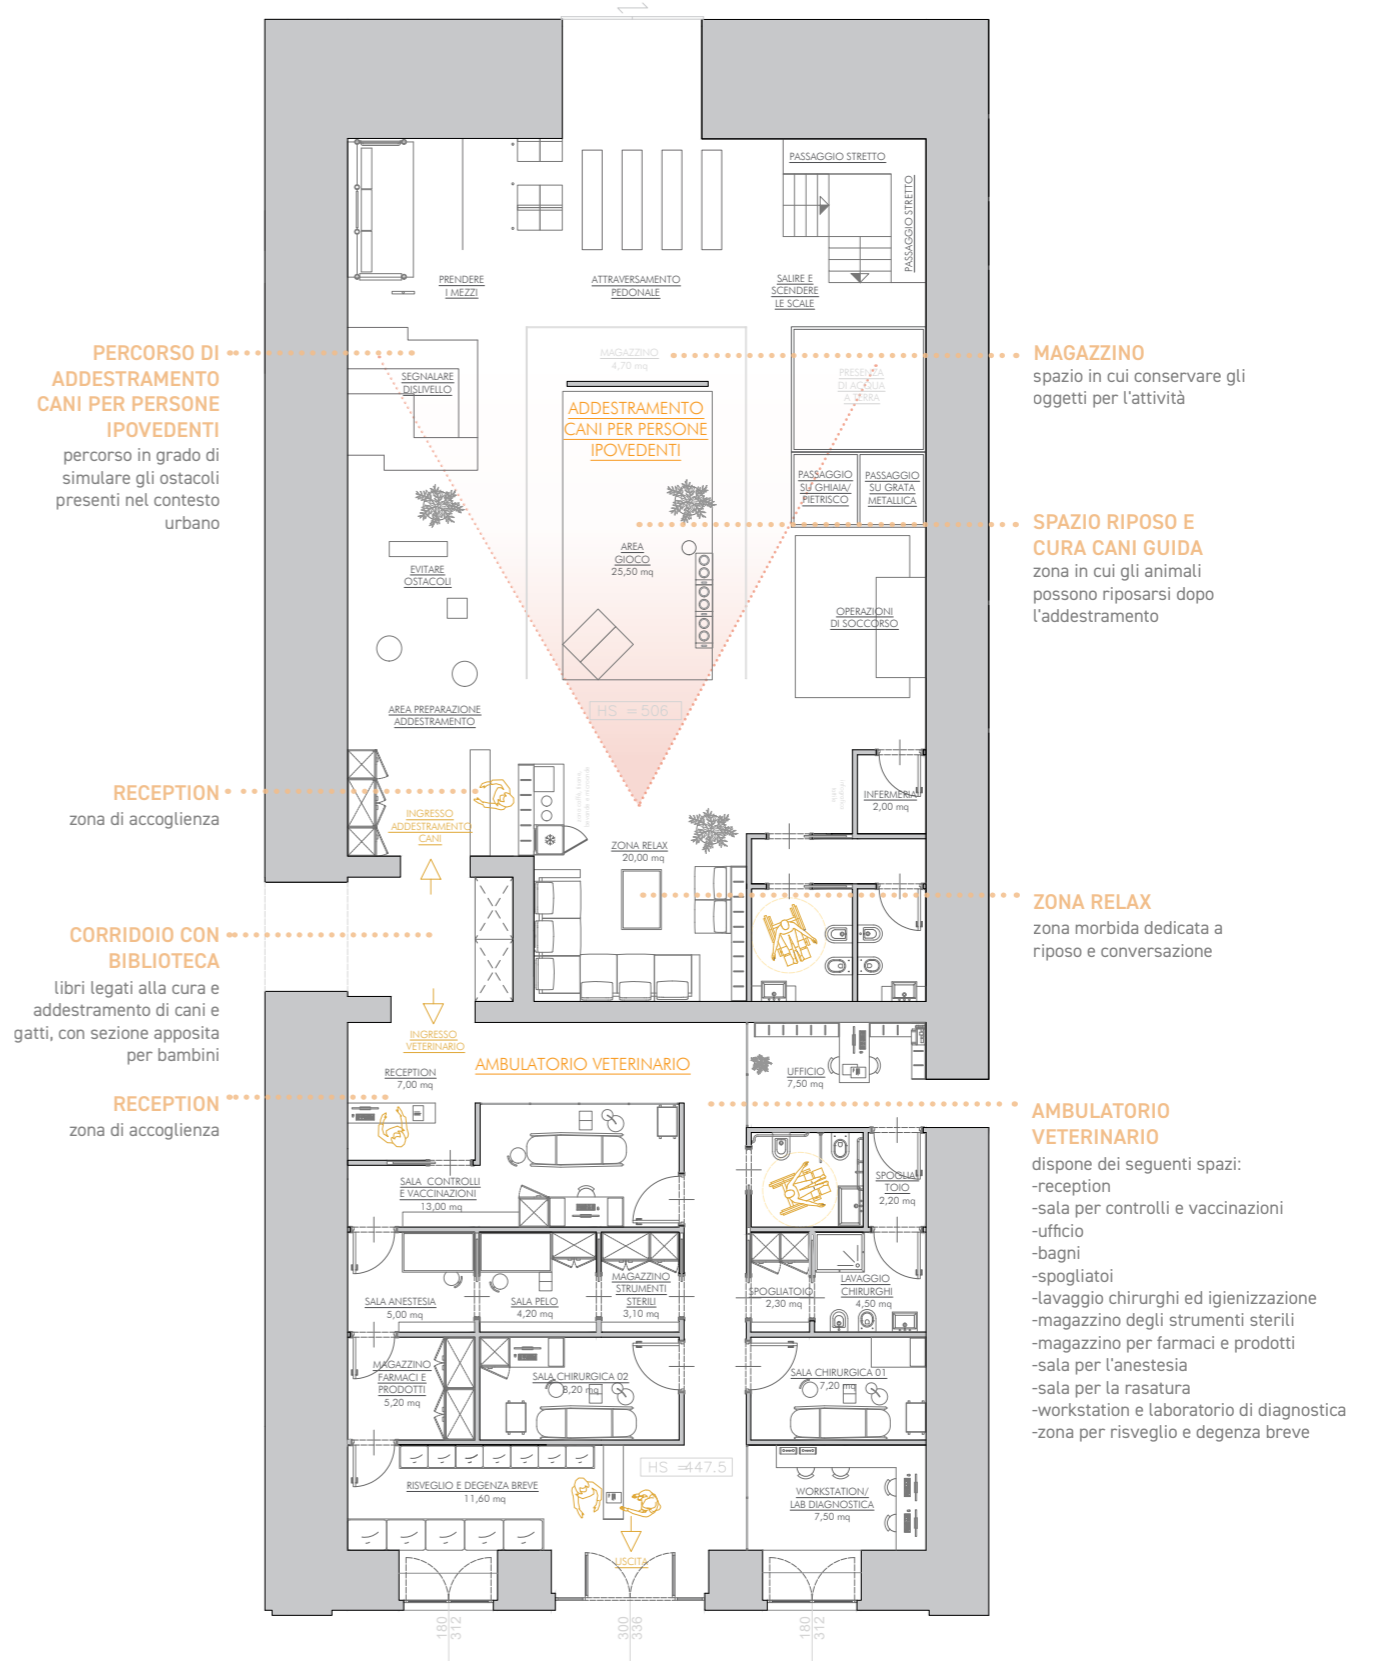 PASSAGGIO STRETTO
PASSAGGIO STRETTO
PRENDERE
I MEZZI
ATTRAVERSAMENTO
PEDONALE
SALIRE E
SCENDERE
LE SCALE
PERCORSO DI
ADDESTRAMENTO
CANI PER PERSONE
IPOVEDENTI
percorso in grado di
simulare gli ostacoli
presenti nel contesto
urbano
SEGNALARE
DISLIVELLO
MAGAZZINO
4,70 mq
ADDESTRAMENTO
CANI PER PERSONE
IPOVEDENTI
PRESENZA
DI ACQUA
A TERRA
MAGAZZINO
spazio in cui conservare gli
oggetti per l'attività
PASSAGGIO
SU GHIAIA/
PIETRISCO
PASSAGGIO
SU GRATA
METALLICA
SPAZIO RIPOSO E
CURA CANI GUIDA
zona in cui gli animali
possono riposarsi dopo
l'addestramento
EVITARE
OSTACOLI
AREA
GIOCO
25,50 mq
OPERAZIONI
DI SOCCORSO
AREA PREPARAZIONE
ADDESTRAMENTO
HS = 506
RECEPTION
zona di accoglienza
INGRESSO
ADDESTRAMENTO
CANI
INFERMERIA
2,00 mq
ZONA RELAX
20,00 mq
ZONA RELAX
zona morbida dedicata a
riposo e conversazione
CORRIDOIO CON
BIBLIOTECA
libri legati alla cura e
addestramento di cani e
gatti, con sezione apposita
per bambini
INGRESSO
VETERINARIO
AMBULATORIO VETERINARIO
RECEPTION
7,00 mq
UFFICIO
7,50 mq
RECEPTION
zona di accoglienza
AMBULATORIO
VETERINARIO
dispone dei seguenti spazi:
-reception
-sala per controlli e vaccinazioni
-ufficio
-bagni
-spogliatoi
-lavaggio chirurghi ed igienizzazione
-magazzino degli strumenti sterili
-magazzino per farmaci e prodotti
-sala per l'anestesia
-sala per la rasatura
-workstation e laboratorio di diagnostica
-zona per risveglio e degenza breve
SALA CONTROLLI
E VACCINAZIONI
13,00 mq
SPOGLIA
TOIO
2,20 mq
SALA ANESTESIA
5,00 mq
SALA PELO
4,20 mq
MAGAZZINO
STRUMENTI
STERILI
3,10 mq
SPOGLIATOIO
2,30 mq
LAVAGGIO
CHIRURGHI
4,50 mq
MAGAZZINO
FARMACI E
PRODOTTI
5,20 mq
SALA CHIRURGICA 02
8,20 mq
SALA CHIRURGICA 01
7,20 mq
RISVEGLIO E DEGENZA BREVE
11,60 mq
HS =447.5
WORKSTATION/
LAB DIAGNOSTICA
7,50 mq
USCITA
180
312
300
336
180
312